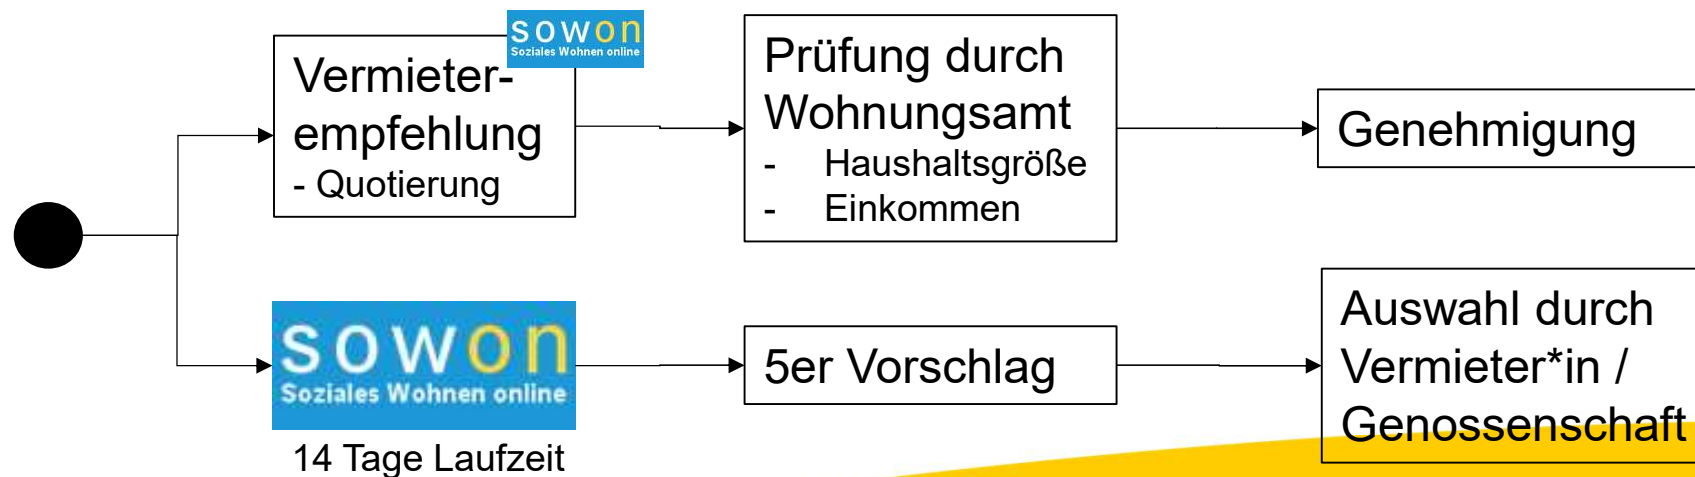 sowon
Soziales Wohnen online
Vermieter-
empfehlung
- Quotierung
Prüfung durch
Wohnungsamt
- Haushaltsgröße
- Einkommen
Genehmigung
sowon
Soziales Wohnen online
14 Tage Laufzeit
5er Vorschlag
Auswahl durch
Vermieter*in /
Genossenschaft